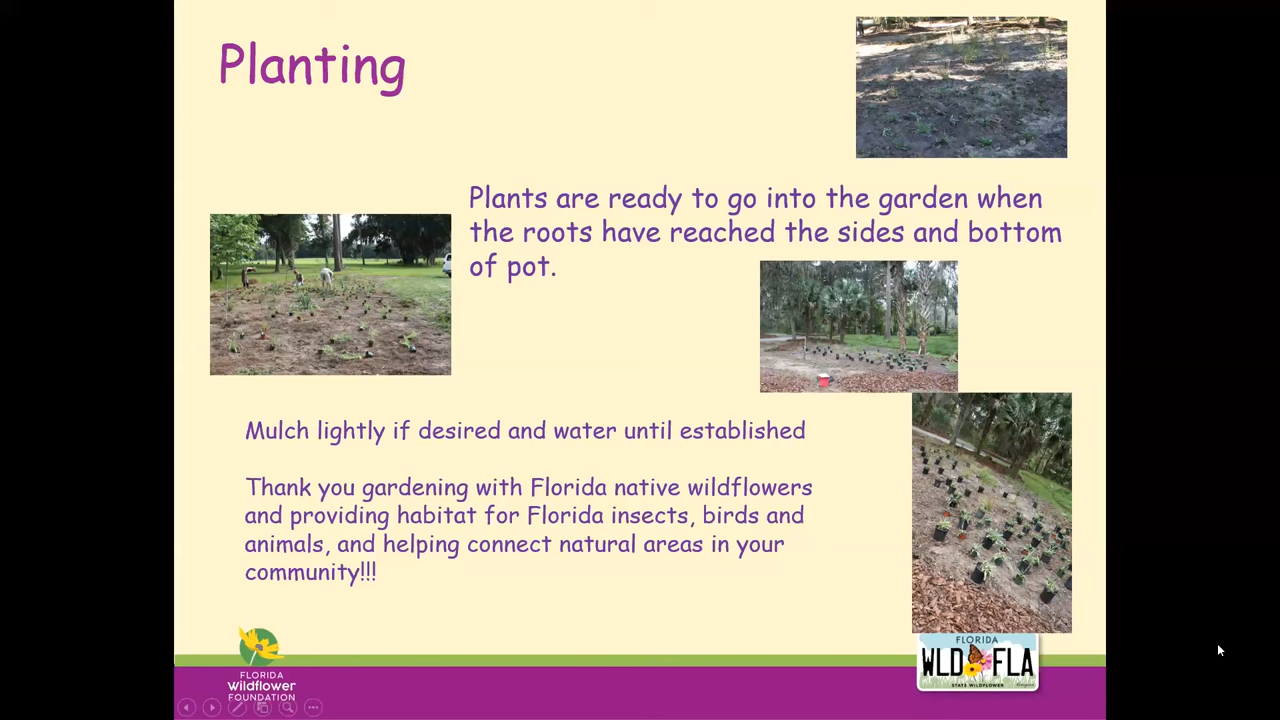 Planting
Plants are ready to go into the garden when
the roots have reached the sides and bottom
of pot.
Mulch lightly if desired and water until established
Thank you gardening with Florida native wildflowers
and providing habitat for Florida insects, birds and
animals, and helping connect natural areas in your
community!!!
FLORIDA
wildflower
FOUNDATION
FLORIDA
WLD FLA
STATE WILDFLOWER